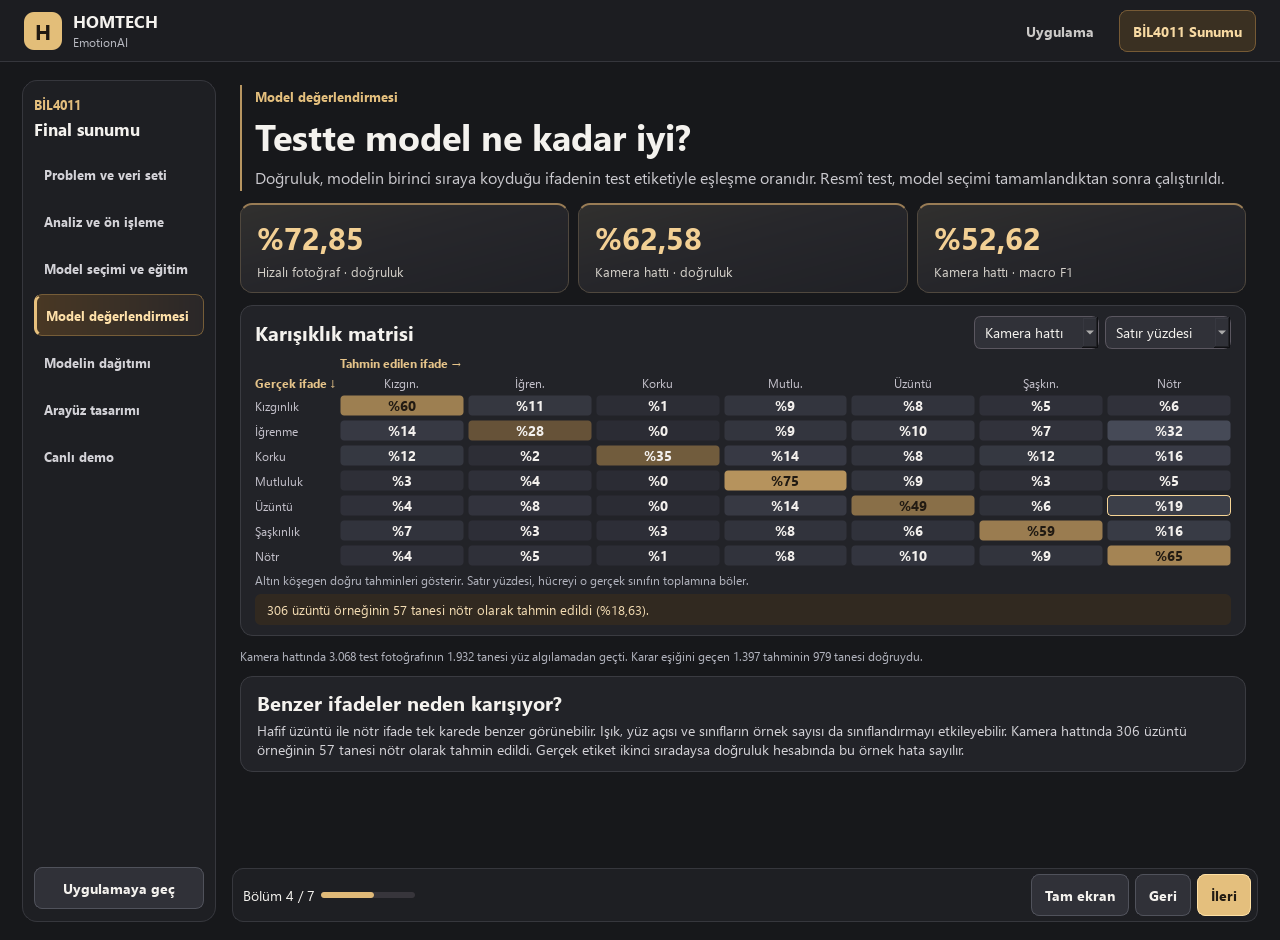 H
HOMTECH
EmotionAI
Uygulama
BİL4011 Sunumu
BİL4011
Final sunumu
Problem ve veri seti
Analiz ve ön işleme
Model seçimi ve eğitim
Model değerlendirmesi
Modelin dağıtımı
Arayüz tasarımı
Canlı demo
Uygulamaya geç
Model değerlendirmesi
Testte model ne kadar iyi?
Doğruluk, modelin birinci sıraya koyduğu ifadenin test etiketiyle eşleşme oranıdır. Resmî test, model seçimi tamamlandıktan sonra çalıştırıldı.
%72,85
Hizalı fotoğraf · doğruluk
%62,58
Kamera hattı · doğruluk
%52,62
Kamera hattı · macro F1
Karışıklık matrisi
Kamera hattı
Satır yüzdesi
Tahmin edilen ifade →
Gerçek ifade ↓ Kızgın. İğren. Korku Mutlu. Üzüntü Şaşkın. Nötr
Kızgınlık %60 %11 %1 %9 %8 %5 %6
İğrenme %14 %28 %0 %9 %10 %7 %32
Korku %12 %2 %35 %14 %8 %12 %16
Mutluluk %3 %4 %0 %75 %9 %3 %5
Üzüntü %4 %8 %0 %14 %49 %6 %19
Şaşkınlık %7 %3 %3 %8 %6 %59 %16
Nötr %4 %5 %1 %8 %10 %9 %65
Altın köşegen doğru tahminleri gösterir. Satır yüzdesi, hücreyi o gerçek sınıfın toplamına böler.
306 üzüntü örneğinin 57 tanesi nötr olarak tahmin edildi (%18,63).
Kamera hattında 3.068 test fotoğrafının 1.932 tanesi yüz algılamadan geçti. Karar eşiğini geçen 1.397 tahminin 979 tanesi doğruydu.
Benzer ifadeler neden karışıyor?
Hafif üzüntü ile nötr ifade tek karede benzer görünebilir. Işık, yüz açısı ve sınıfların örnek sayısı da sınıflandırmayı etkileyebilir. Kamera hattında 306 üzüntü
örneğinin 57 tanesi nötr olarak tahmin edildi. Gerçek etiket ikinci sıradaysa doğruluk hesabında bu örnek hata sayılır.
Bölüm 4 / 7
Tam ekran
Geri
İleri